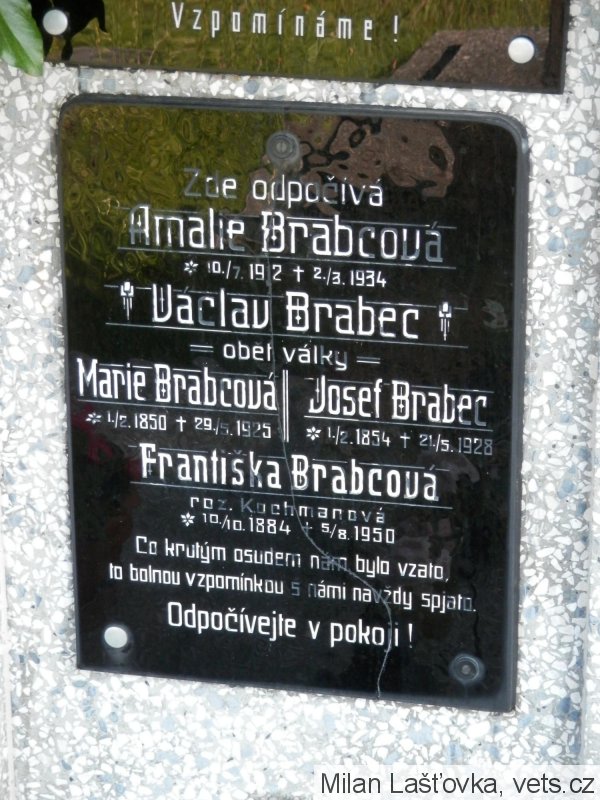 Vzpomínáme !
Zde odpočívá
Amalie Brabcová
* 10./7. 1912 † 2./3. 1934
Václav Brabec
= oběť války =
Marie Brabcová
* 1./2. 1850 † 29./5. 1925
Josef Brabec
* 1./2. 1854 † 21./5. 1928
Františka Brabcová
roz. Kochmanová
* 10./10. 1884 † 5/8. 1950
Co krutým osudem nám bylo vzato,
to bolnou vzpomínkou s námi navždy spjato.
Odpočívejte v pokoji !
Milan Lašťovka, vets.cz